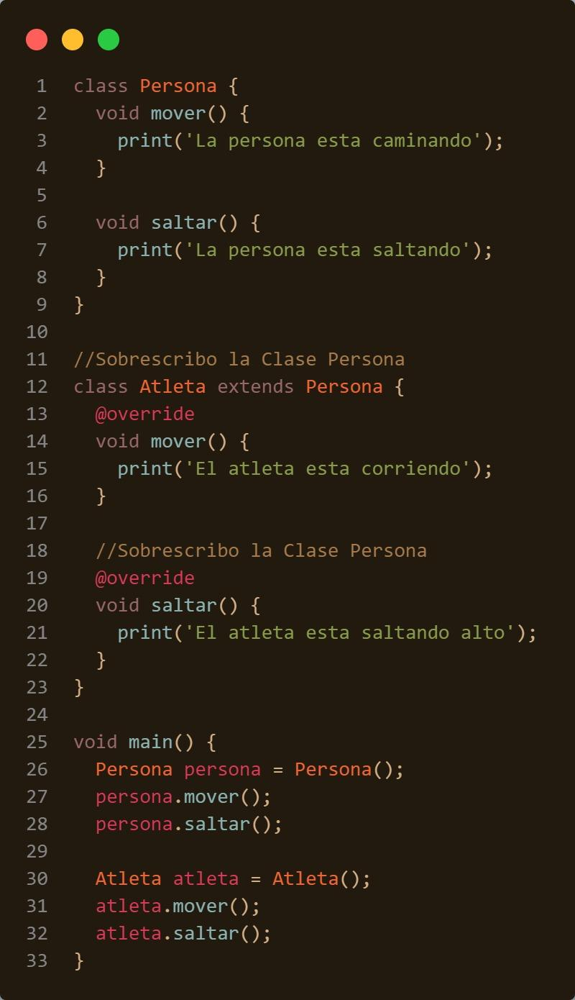 1 class Persona {
2   void mover() {
3     print('La persona esta caminando');
4   }
5
6   void saltar() {
7     print('La persona esta saltando');
8   }
9 }
10
11 //Sobrescribo la Clase Persona
12 class Atleta extends Persona {
13   @override
14   void mover() {
15     print('El atleta esta corriendo');
16   }
17
18   //Sobrescribo la Clase Persona
19   @override
20   void saltar() {
21     print('El atleta esta saltando alto');
22   }
23 }
24
25 void main() {
26   Persona persona = Persona();
27   persona.mover();
28   persona.saltar();
29
30   Atleta atleta = Atleta();
31   atleta.mover();
32   atleta.saltar();
33 }